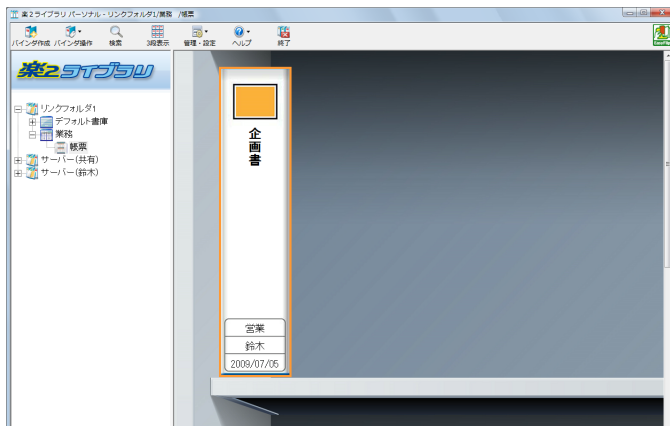 楽2ライブラリ パーソナル - リンクフォルダ1/業務 /帳票
バインダ作成 バインダ操作 検索 3段表示 管理・設定 ヘルプ 終了
楽2ライブラリ
リンクフォルダ1
デフォルト書庫
業務
帳票
サーバー(共有)
サーバー(鈴木)
企画書
営業
鈴木
2009/07/05